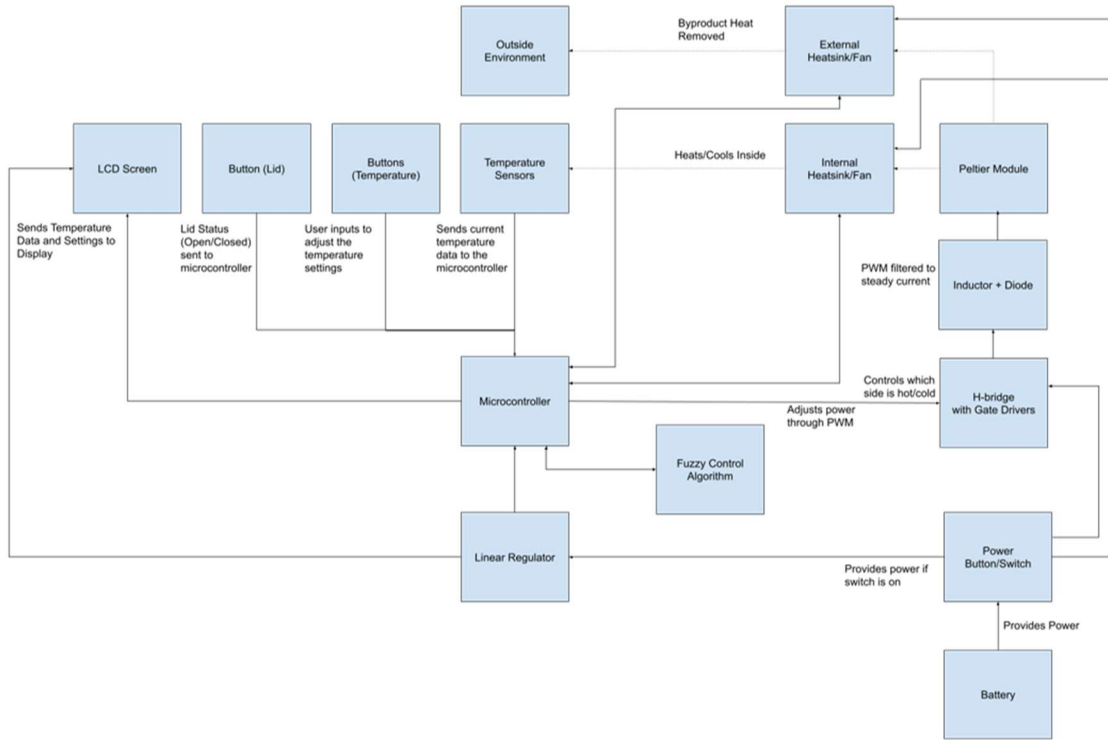 Outside
Environment
Byproduct Heat
Removed
External
Heatsink/Fan
LCD Screen
Button (Lid)
Buttons
(Temperature)
Temperature
Sensors
Heats/Cools Inside
Internal
Heatsink/Fan
Peltier Module
Sends Temperature
Data and Settings to
Display
Lid Status
(Open/Closed)
sent to
microcontroller
User inputs to
adjust the
temperature
settings
Sends current
temperature
data to the
microcontroller
PWM filtered to
steady current
Inductor + Diode
Microcontroller
Controls which
side is hot/cold
Adjusts power
through PWM
H-bridge
with Gate Drivers
Fuzzy Control
Algorithm
Linear Regulator
Provides power if
switch is on
Power
Button/Switch
Provides Power
Battery